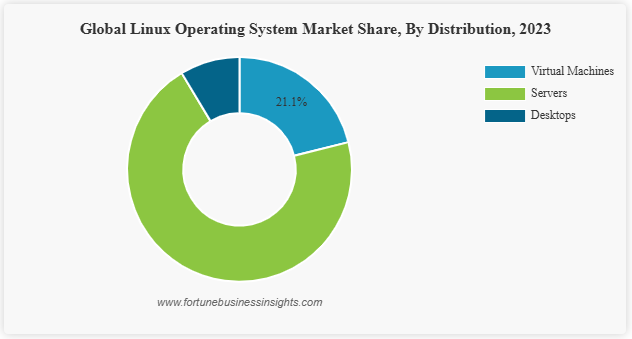 Global Linux Operating System Market Share, By Distribution, 2023
Virtual Machines
Servers
Desktops
21.1%
www.fortunebusinessinsights.com